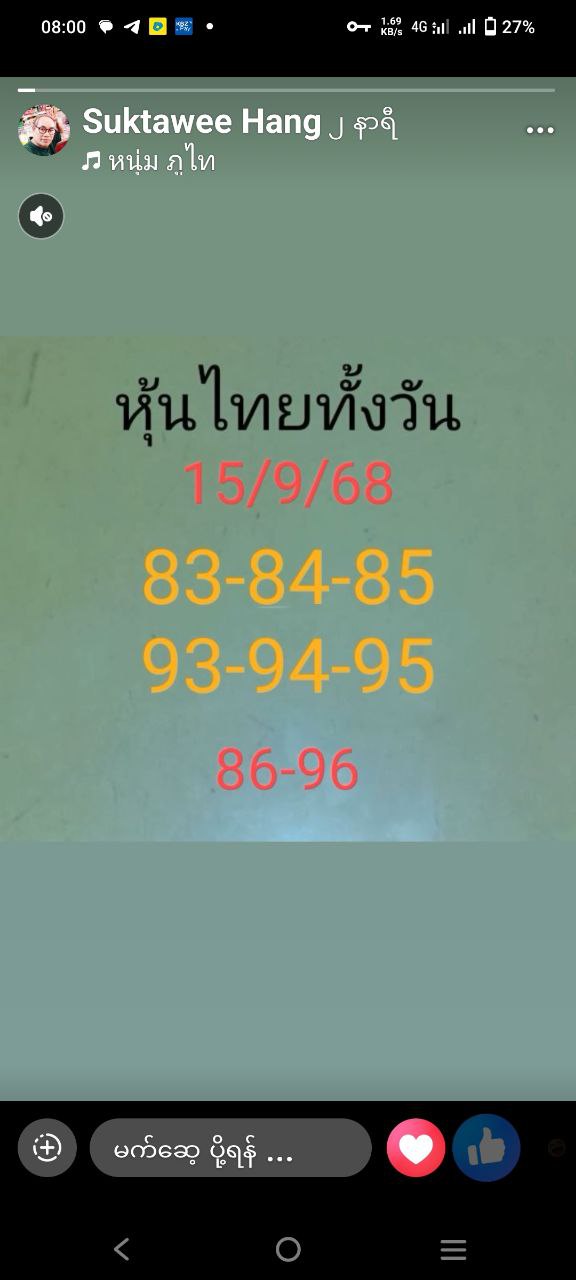 08:00
1.69 KB/s 4G 27%
Suktawee Hang ၂ နာရီ
หนุ่ม ภูไท
หุ้นไทยทั้งวัน
15/9/68
83-84-85
93-94-95
86-96
မက်ဆေ့ ပို့ရန် ...